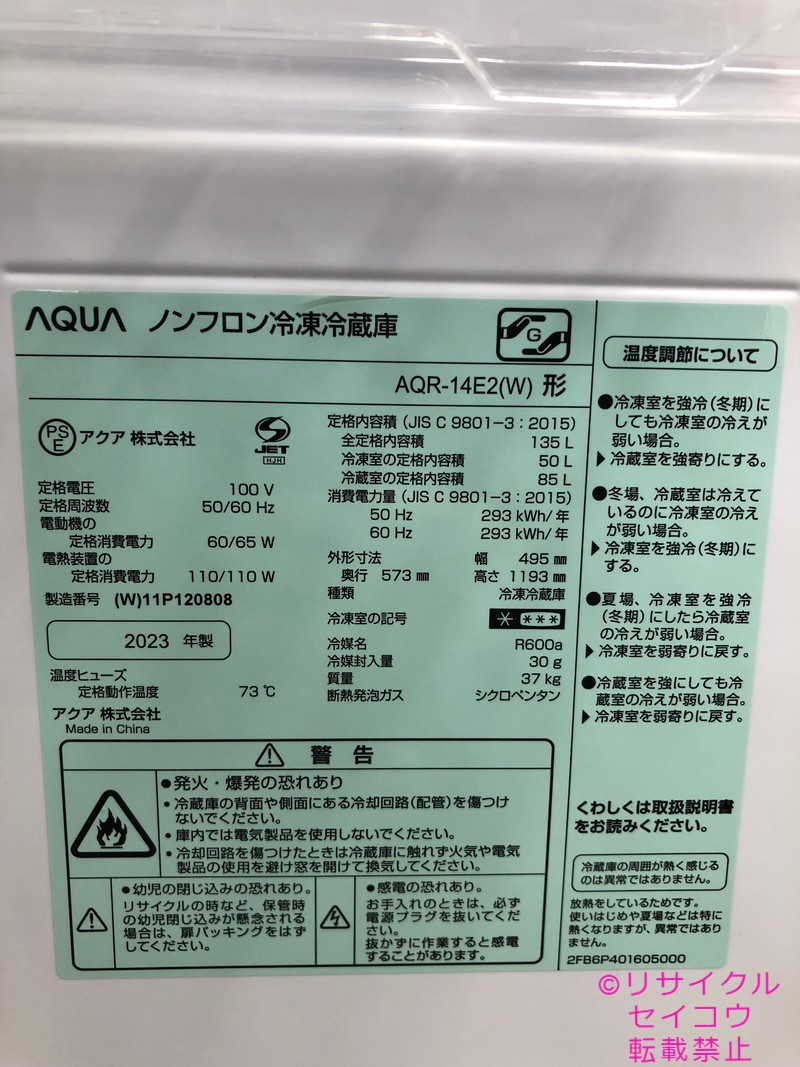 AQUA ノンフロン冷凍冷蔵庫
G
AQR-14E2(W) 形
PS
E
アクア 株式会社
JET
HJH
定格電圧 100 V
定格周波数 50/60 Hz
電動機の
定格消費電力 60/65 W
電熱装置の
定格消費電力 110/110 W
製造番号 (W)11P120808
2023 年製
温度ヒューズ
定格動作温度 73 ℃
アクア 株式会社
Made in China
定格内容積 (JIS C 9801-3：2015)
全定格内容積 135 L
冷凍室の定格内容積 50 L
冷蔵室の定格内容積 85 L
消費電力量 (JIS C 9801-3：2015)
50 Hz 293 kWh/年
60 Hz 293 kWh/年
外形寸法 幅 495 ㎜
奥行 573 ㎜ 高さ 1193 ㎜
種類 冷凍冷蔵庫
冷凍室の記号 * ***
冷媒名 R600a
冷媒封入量 30 g
質量 37 kg
断熱発泡ガス シクロペンタン
警 告
●発火・爆発の恐れあり
・冷蔵庫の背面や側面にある冷却回路(配管)を傷つけ
ないでください。
・庫内では電気製品を使用しないでください。
・冷却回路を傷つけたときは冷蔵庫に触れず火気や電気
製品の使用を避け窓を開けて換気してください。
●幼児の閉じ込みの恐れあり。
リサイクルの時など、保管時
の幼児閉じ込みが懸念される
場合は、扉パッキングをはず
してください。
●感電の恐れあり。
お手入れのときは、必ず
電源プラグを抜いてくだ
さい。
抜かずに作業すると感電
することがあります。
温度調節について
●冷凍室を強冷(冬期)に
しても冷凍室の冷えが
弱い場合。
▶冷蔵室を強寄りにする。
●冬場、冷蔵室は冷えて
いるのに冷凍室の冷え
が弱い場合。
▶冷凍室を強冷(冬期)に
する。
●夏場、冷凍室を強冷
(冬期)にしたら冷蔵室
の冷えが弱い場合。
▶冷凍室を弱寄りに戻す。
●冷蔵室を強にしても冷
蔵室の冷えが弱い場合。
▶冷凍室を弱寄りに戻す。
くわしくは取扱説明書
をお読みください。
冷蔵庫の周囲が熱く感じる
のは異常ではありません。
放熱をしているためです。
使いはじめや夏場などは特に
熱くなりますが、異常ではあり
ません。
2FB6P401605000
©リサイクル
セイコウ
転載禁止